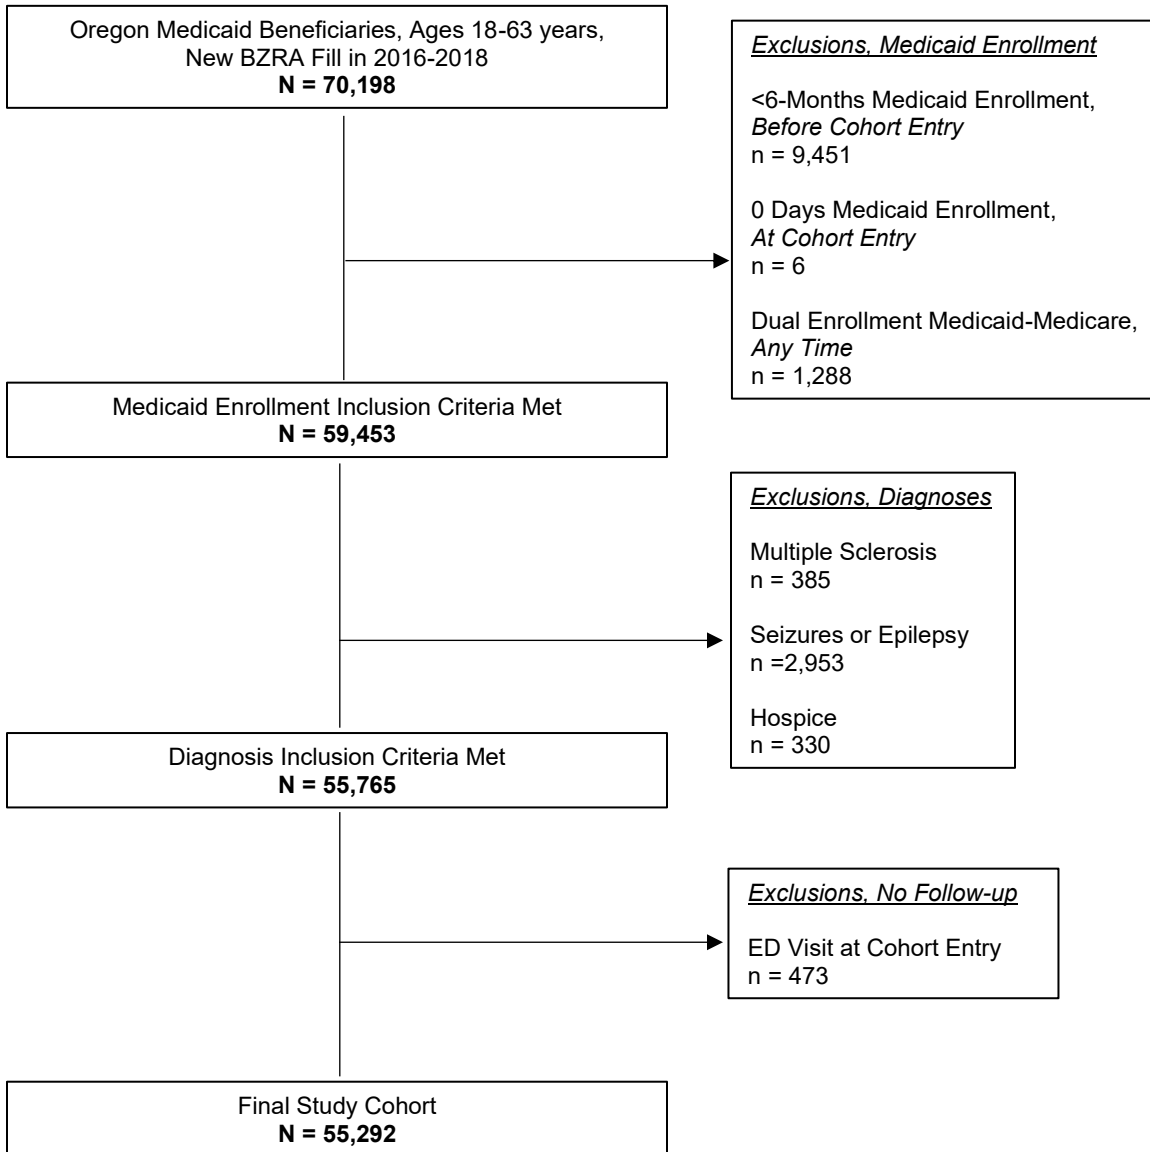 Oregon Medicaid Beneficiaries, Ages 18-63 years,
New BZRA Fill in 2016-2018
N = 70,198
Exclusions, Medicaid Enrollment
<6-Months Medicaid Enrollment,
Before Cohort Entry
n = 9,451
0 Days Medicaid Enrollment,
At Cohort Entry
n = 6
Dual Enrollment Medicaid-Medicare,
Any Time
n = 1,288
Medicaid Enrollment Inclusion Criteria Met
N = 59,453
Exclusions, Diagnoses
Multiple Sclerosis
n = 385
Seizures or Epilepsy
n =2,953
Hospice
n = 330
Diagnosis Inclusion Criteria Met
N = 55,765
Exclusions, No Follow-up
ED Visit at Cohort Entry
n = 473
Final Study Cohort
N = 55,292